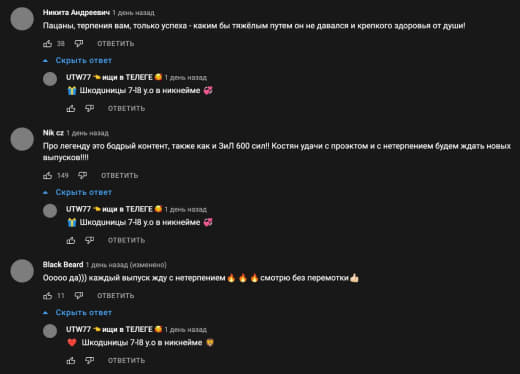 Никита Андреевич 1 день назад
Пацаны, терпения вам, только успеха - каким бы тяжёлым путем он не давался и крепкого здоровья от души!
38 ОТВЕТИТЬ
Скрыть ответ
UTW77 👈 ищи в ТЕЛЕГЕ 🥰 1 день назад
🎁 Шкодиницы 7-l8 y.o в никнейме 💞
ОТВЕТИТЬ
Nik cz 1 день назад
Про легенду это бодрый контент, также как и ЗиЛ 600 сил!! Костян удачи с проэктом и с нетерпением будем ждать новых
выпусков!!!!
149 ОТВЕТИТЬ
Скрыть ответ
UTW77 👈 ищи в ТЕЛЕГЕ 🥰 1 день назад
🎁 Шкодиницы 7-l8 y.o в никнейме 💞
ОТВЕТИТЬ
Black Beard 1 день назад (изменено)
Ооооо да))) каждый выпуск жду с нетерпением🔥 🔥 🔥смотрю без перемотки👍🏻
11 ОТВЕТИТЬ
Скрыть ответ
UTW77 👈 ищи в ТЕЛЕГЕ 🥰 1 день назад
❤️ Шкодиницы 7-l8 y.o в никнейме 🦁
ОТВЕТИТЬ